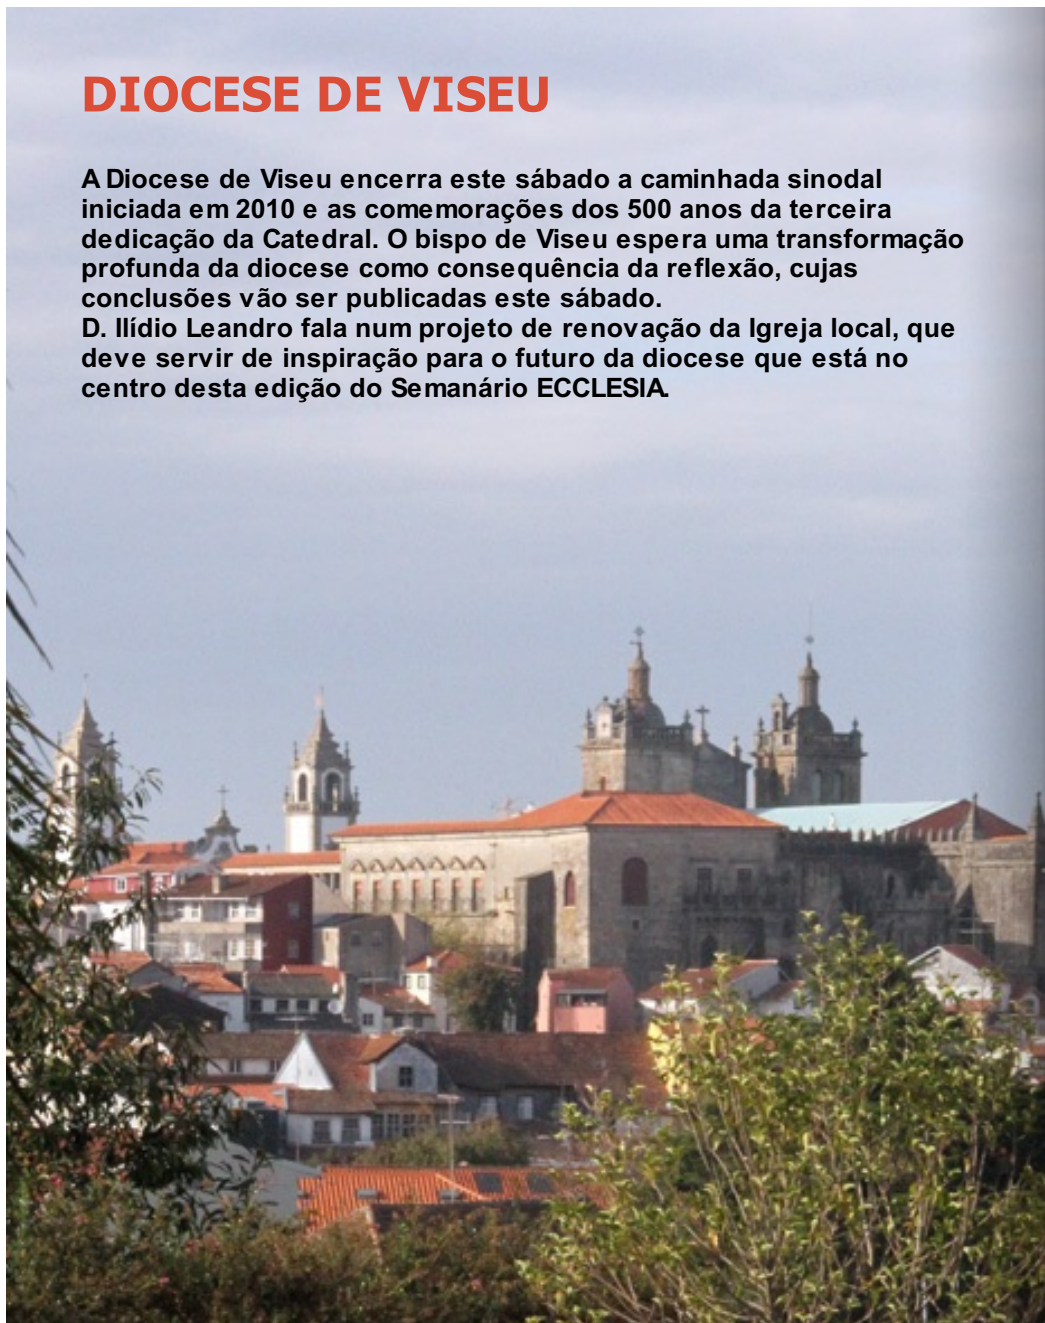 DIOCESE DE VISEU
A Diocese de Viseu encerra este sábado a caminhada sinodal
iniciada em 2010 e as comemorações dos 500 anos da terceira
dedicação da Catedral. O bispo de Viseu espera uma transformação
profunda da diocese como consequência da reflexão, cujas
conclusões vão ser publicadas este sábado.
D. Ilídio Leandro fala num projeto de renovação da Igreja local, que
deve servir de inspiração para o futuro da diocese que está no
centro desta edição do Semanário ECCLESIA.